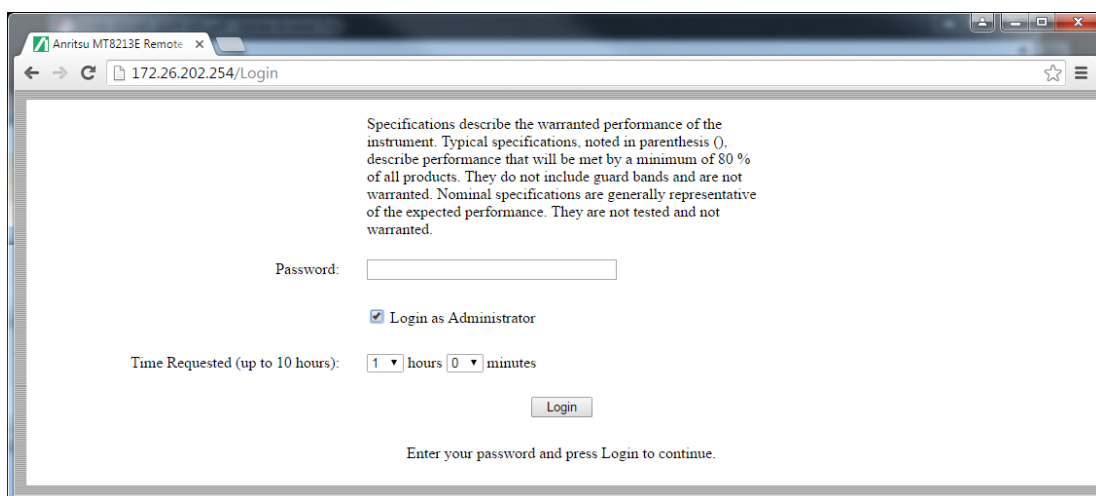 Anritsu MT8213E Remote
172.26.202.254/Login
Specifications describe the warranted performance of the
instrument. Typical specifications, noted in parenthesis (),
describe performance that will be met by a minimum of 80 %
of all products. They do not include guard bands and are not
warranted. Nominal specifications are generally representative
of the expected performance. They are not tested and not
warranted.
Password:
Login as Administrator
Time Requested (up to 10 hours): 1 hours 0 minutes
Login
Enter your password and press Login to continue.